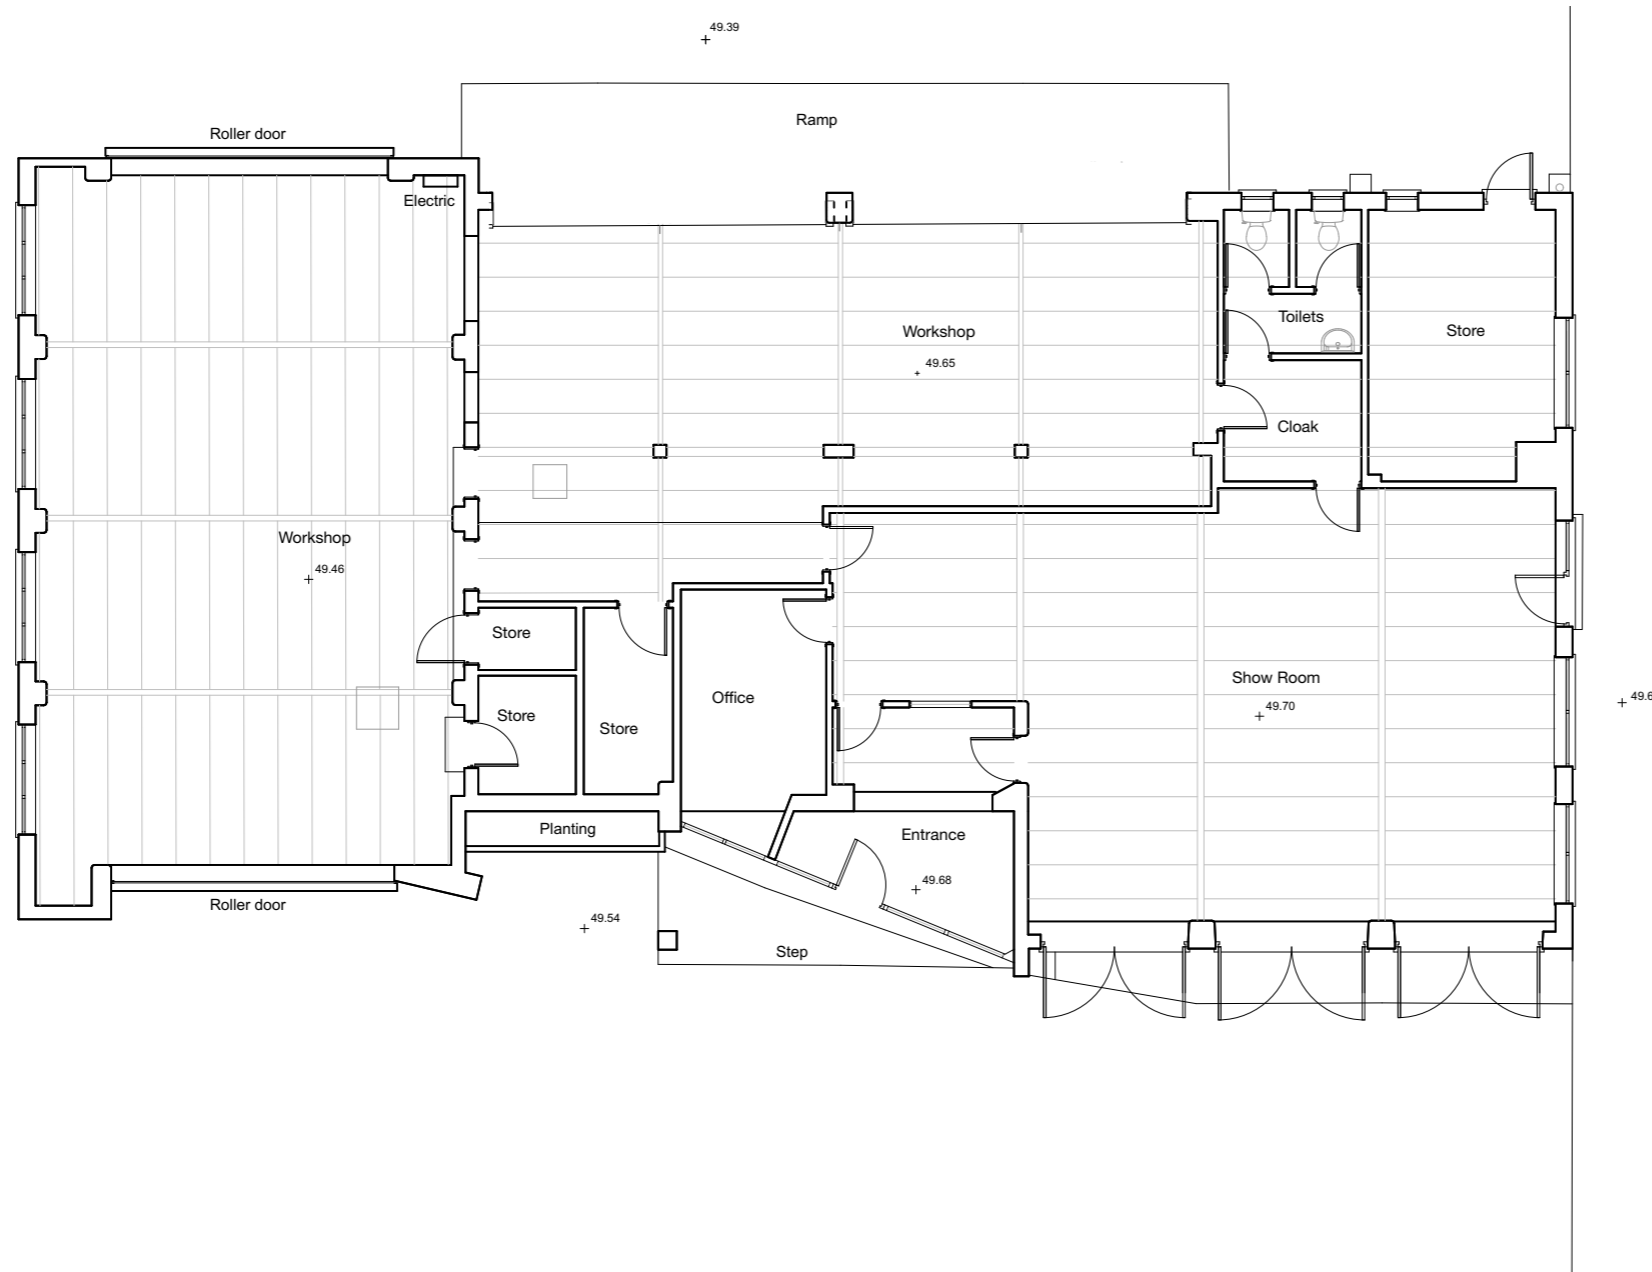 49.39
Ramp
Roller door
Electric
Workshop
49.65
Toilets
Store
Cloak
Workshop
49.46
Store
Store
Store
Office
Show Room
49.70
Planting
Entrance
49.68
Roller door
49.54
Step